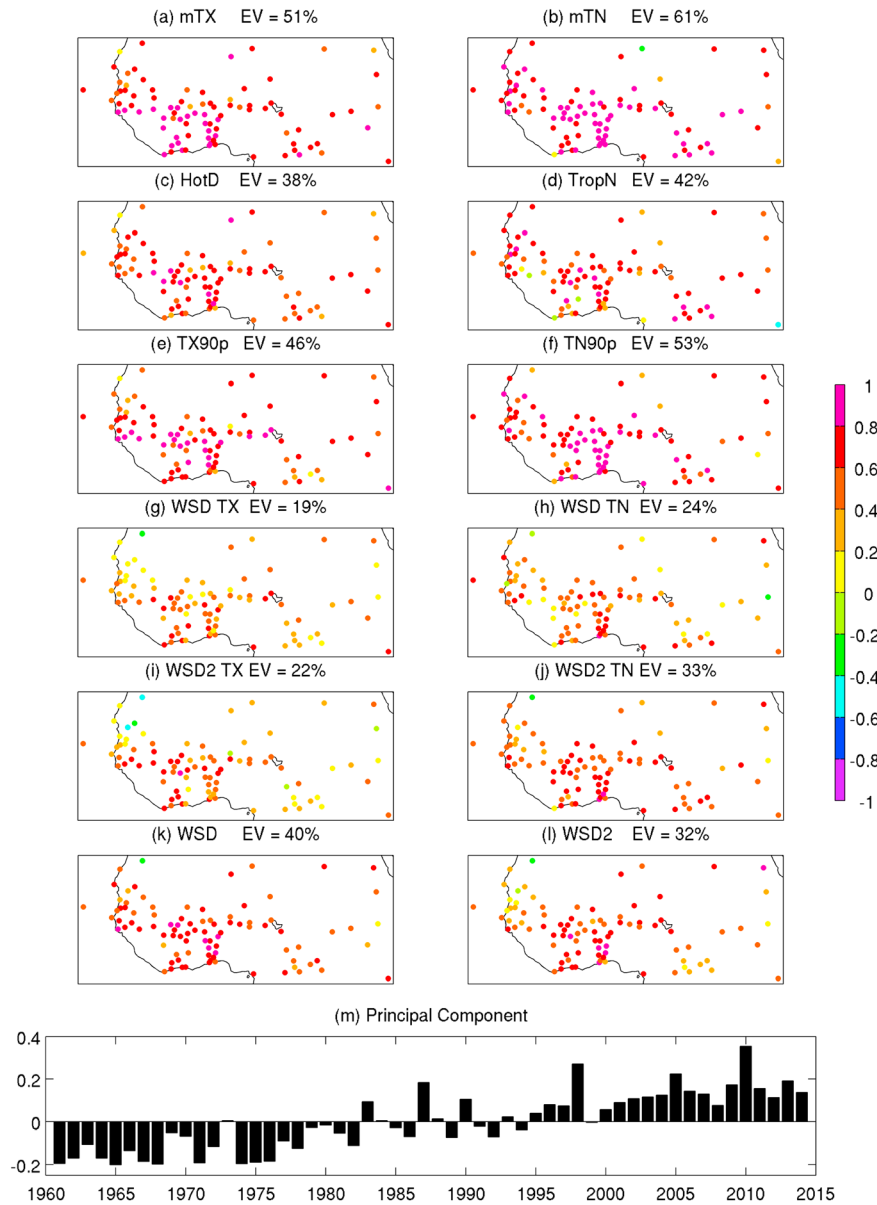 (a) mTX EV = 51%
(b) mTN EV = 61%
(c) HotD EV = 38%
(d) TropN EV = 42%
(e) TX90p EV = 46%
(f) TN90p EV = 53%
(g) WSD TX EV = 19%
(h) WSD TN EV = 24%
(i) WSD2 TX EV = 22%
(j) WSD2 TN EV = 33%
(k) WSD EV = 40%
(l) WSD2 EV = 32%
1
0.8
0.6
0.4
0.2
0
-0.2
-0.4
-0.6
-0.8
-1
(m) Principal Component
0.4
0.2
0
-0.2
1960 1965 1970 1975 1980 1985 1990 1995 2000 2005 2010 2015